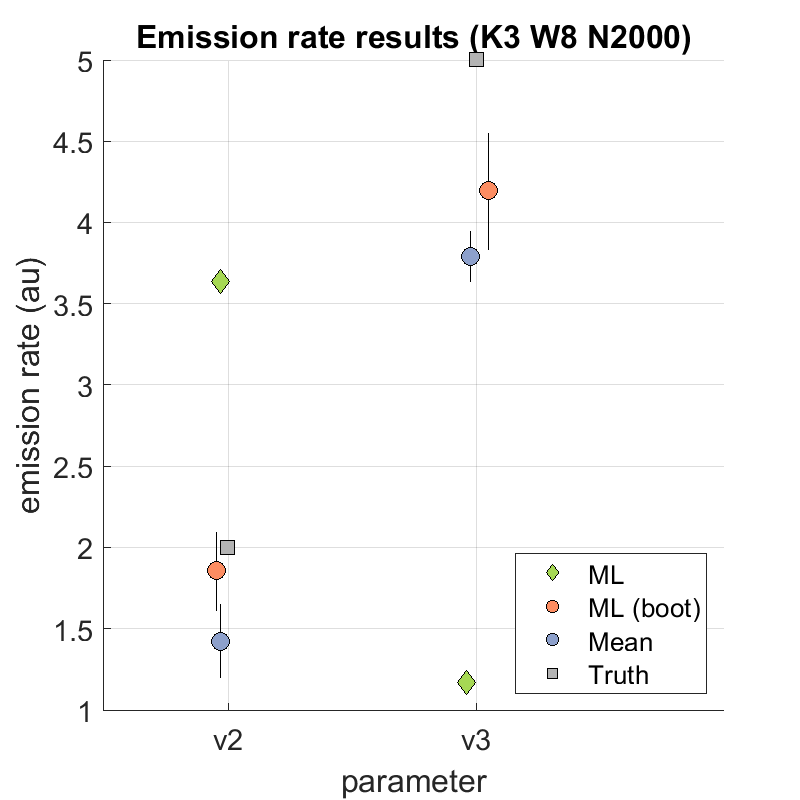 Emission rate results (K3 W8 N2000)
5
4.5
4
3.5
3
2.5
2
1.5
1
emission rate (au)
v2 v3
parameter
ML
ML (boot)
Mean
Truth